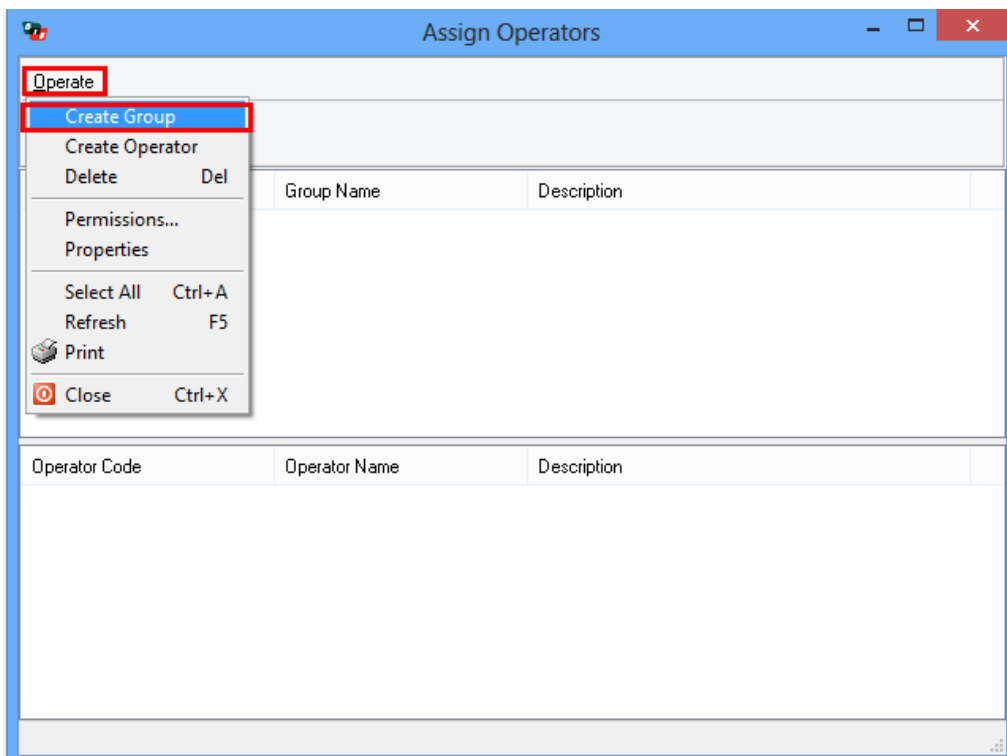 Assign Operators
Operate
Create Group
Create Operator
Delete Del
Permissions...
Properties
Select All Ctrl+A
Refresh F5
Print
Close Ctrl+X
Group Name Description
Operator Code Operator Name Description